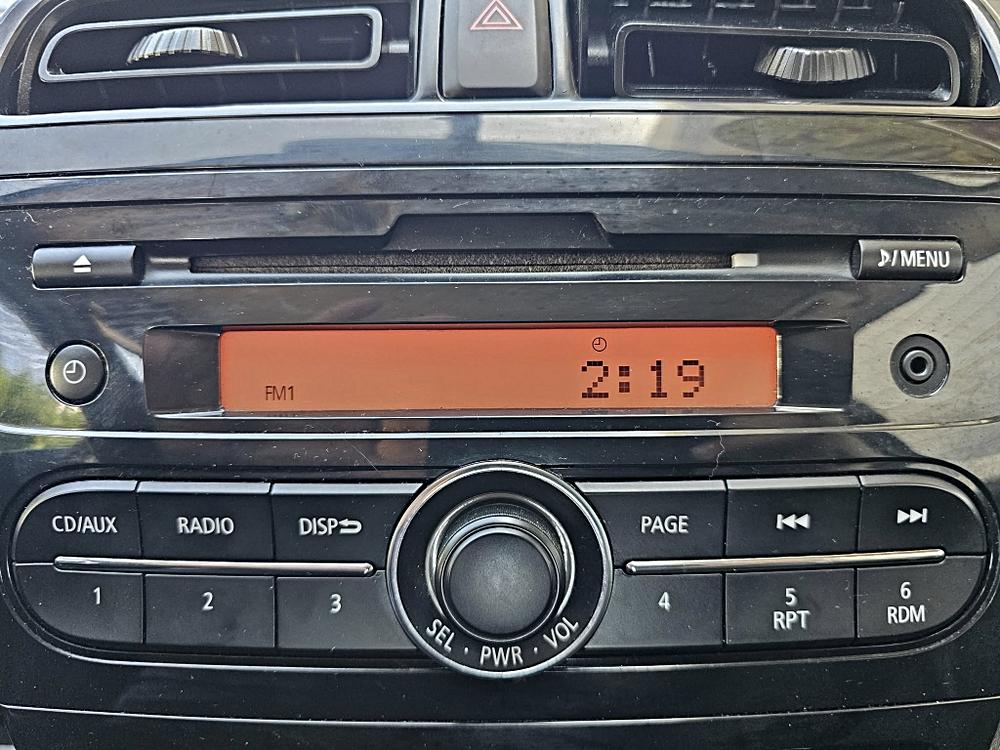 / MENU
FM1
2:19
CD/AUX
RADIO
DISP
PAGE
1
2
3
4
5
RPT
6
RDM
SEL · PWR · VOL